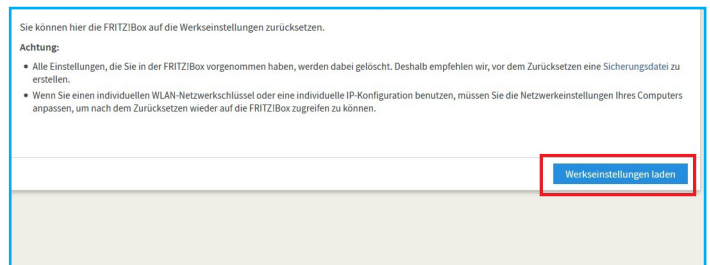 Sie können hier die FRITZ!Box auf die Werkseinstellungen zurücksetzen.
Achtung:
• Alle Einstellungen, die Sie in der FRITZ!Box vorgenommen haben, werden dabei gelöscht. Deshalb empfehlen wir, vor dem Zurücksetzen eine Sicherungsdatei zu
erstellen.
• Wenn Sie einen individuellen WLAN-Netzwerkschlüssel oder eine individuelle IP-Konfiguration benutzen, müssen Sie die Netzwerkeinstellungen Ihres Computers
anpassen, um nach dem Zurücksetzen wieder auf die FRITZ!Box zugreifen zu können.
Werkseinstellungen laden